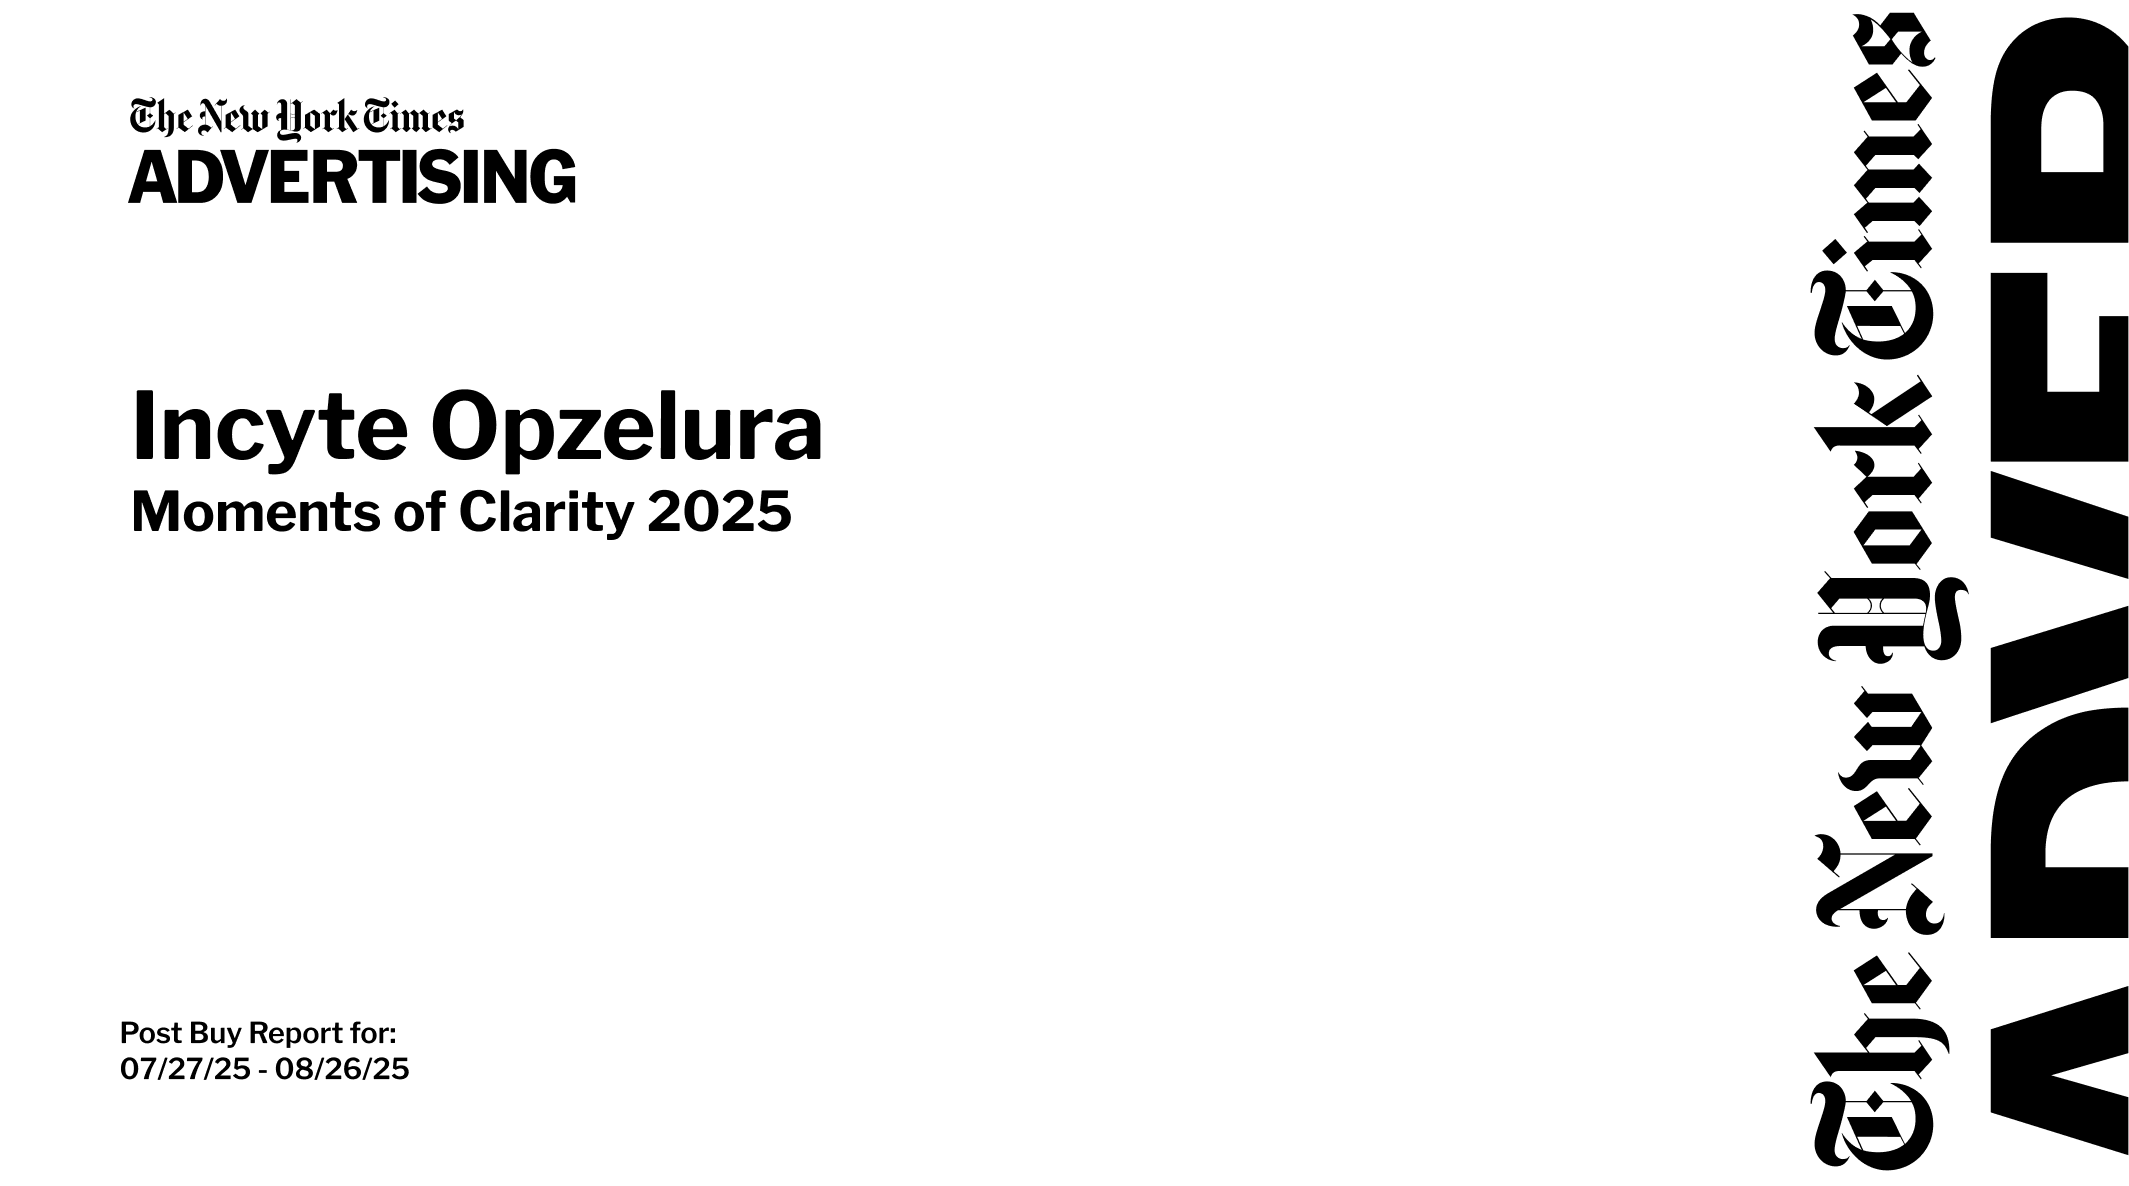 The New York Times
ADVERTISING
Incyte Opzelura
Moments of Clarity 2025
Post Buy Report for:
07/27/25 - 08/26/25
The New York Times
ADVER